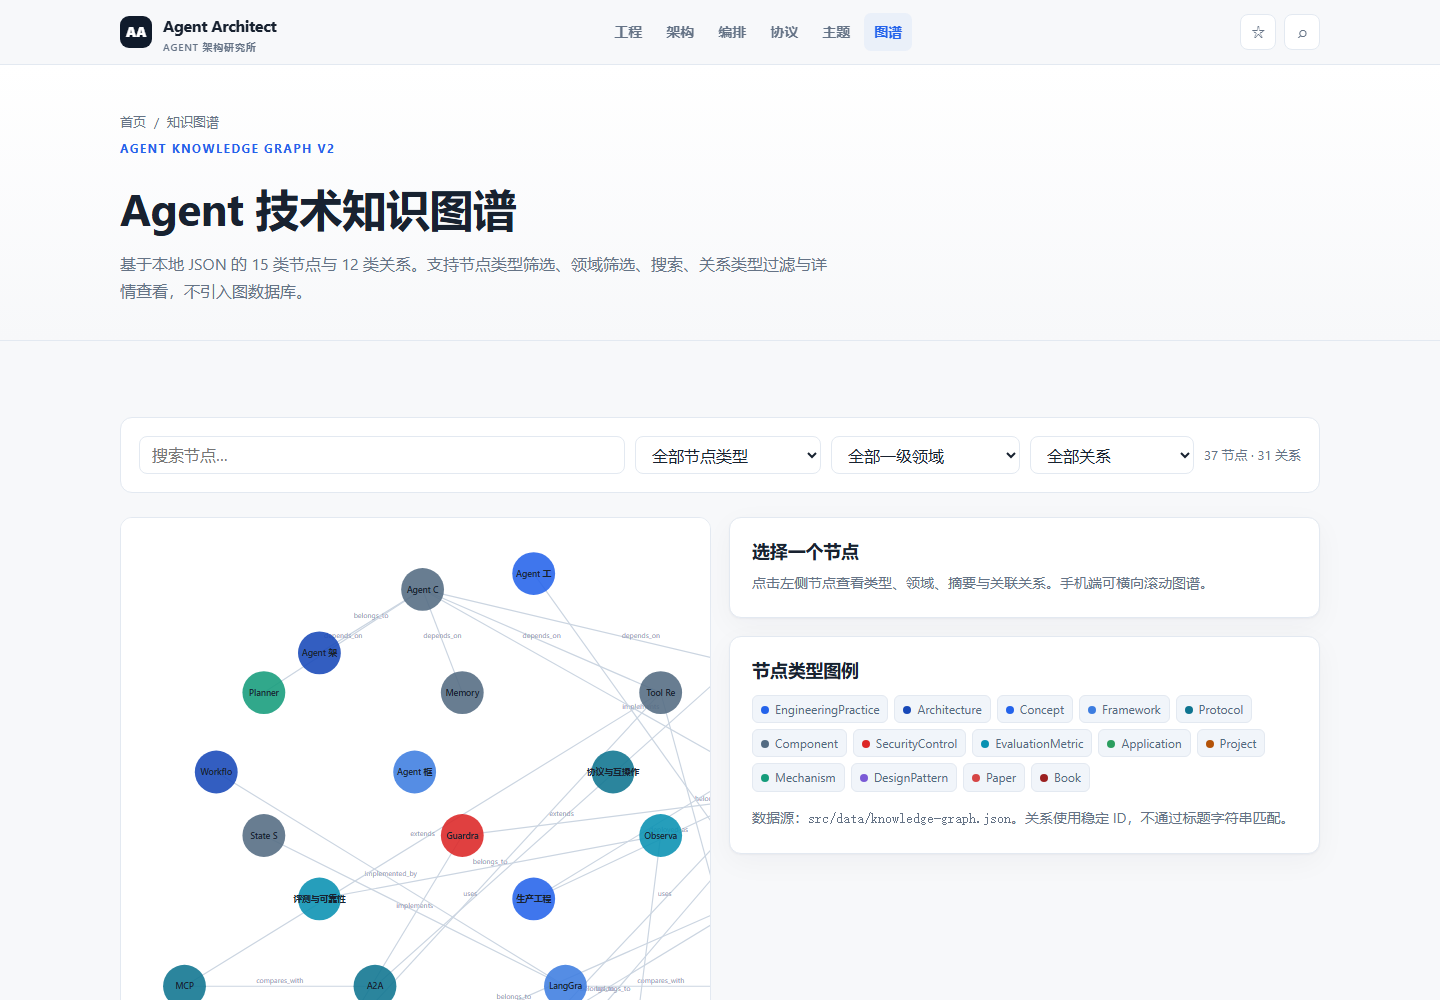 AA
Agent Architect
AGENT 架构研究所
工程 架构 编排 协议 主题 图谱
首页 / 知识图谱
AGENT KNOWLEDGE GRAPH V2
Agent 技术知识图谱
基于本地 JSON 的 15 类节点与 12 类关系。支持节点类型筛选、领域筛选、搜索、关系类型过滤与详
情查看，不引入图数据库。
搜索节点... 全部节点类型 全部一级领域 全部关系 37 节点 · 31 关系
Agent 工
Agent C
belongs_to
depends_on depends_on depends_on
Agent 架
Planner Memory Tool Re
Workflo Agent 框 协议与互操作
extends
State S extends Guardra Observa
belongs_to
implemented_by
评测与可靠性 implements uses 生产工程 uses
MCP compares_with A2A LangGra compares_with
belongs_to
选择一个节点
点击左侧节点查看类型、领域、摘要与关联关系。手机端可横向滚动图谱。
节点类型图例
EngineeringPractice Architecture Concept Framework Protocol
Component SecurityControl EvaluationMetric Application Project
Mechanism DesignPattern Paper Book
数据源：src/data/knowledge-graph.json。关系使用稳定 ID，不通过标题字符串匹配。